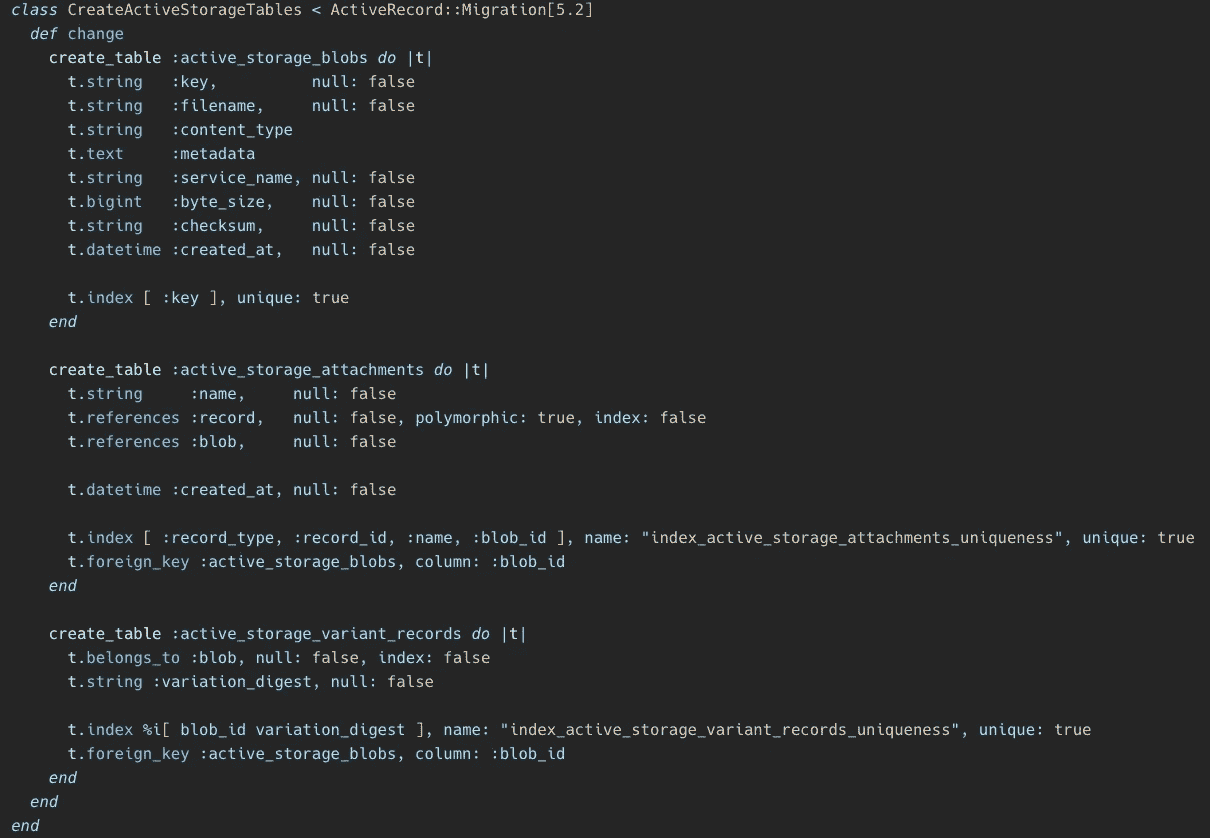 class CreateActiveStorageTables < ActiveRecord::Migration[5.2]
  def change
    create_table :active_storage_blobs do |t|
      t.string   :key,          null: false
      t.string   :filename,     null: false
      t.string   :content_type
      t.text     :metadata
      t.string   :service_name, null: false
      t.bigint   :byte_size,    null: false
      t.string   :checksum,     null: false
      t.datetime :created_at,   null: false

      t.index [ :key ], unique: true
    end

    create_table :active_storage_attachments do |t|
      t.string     :name,     null: false
      t.references :record,   null: false, polymorphic: true, index: false
      t.references :blob,     null: false

      t.datetime :created_at, null: false

      t.index [ :record_type, :record_id, :name, :blob_id ], name: "index_active_storage_attachments_uniqueness", unique: true
      t.foreign_key :active_storage_blobs, column: :blob_id
    end

    create_table :active_storage_variant_records do |t|
      t.belongs_to :blob, null: false, index: false
      t.string :variation_digest, null: false

      t.index %i[ blob_id variation_digest ], name: "index_active_storage_variant_records_uniqueness", unique: true
      t.foreign_key :active_storage_blobs, column: :blob_id
    end
  end
end